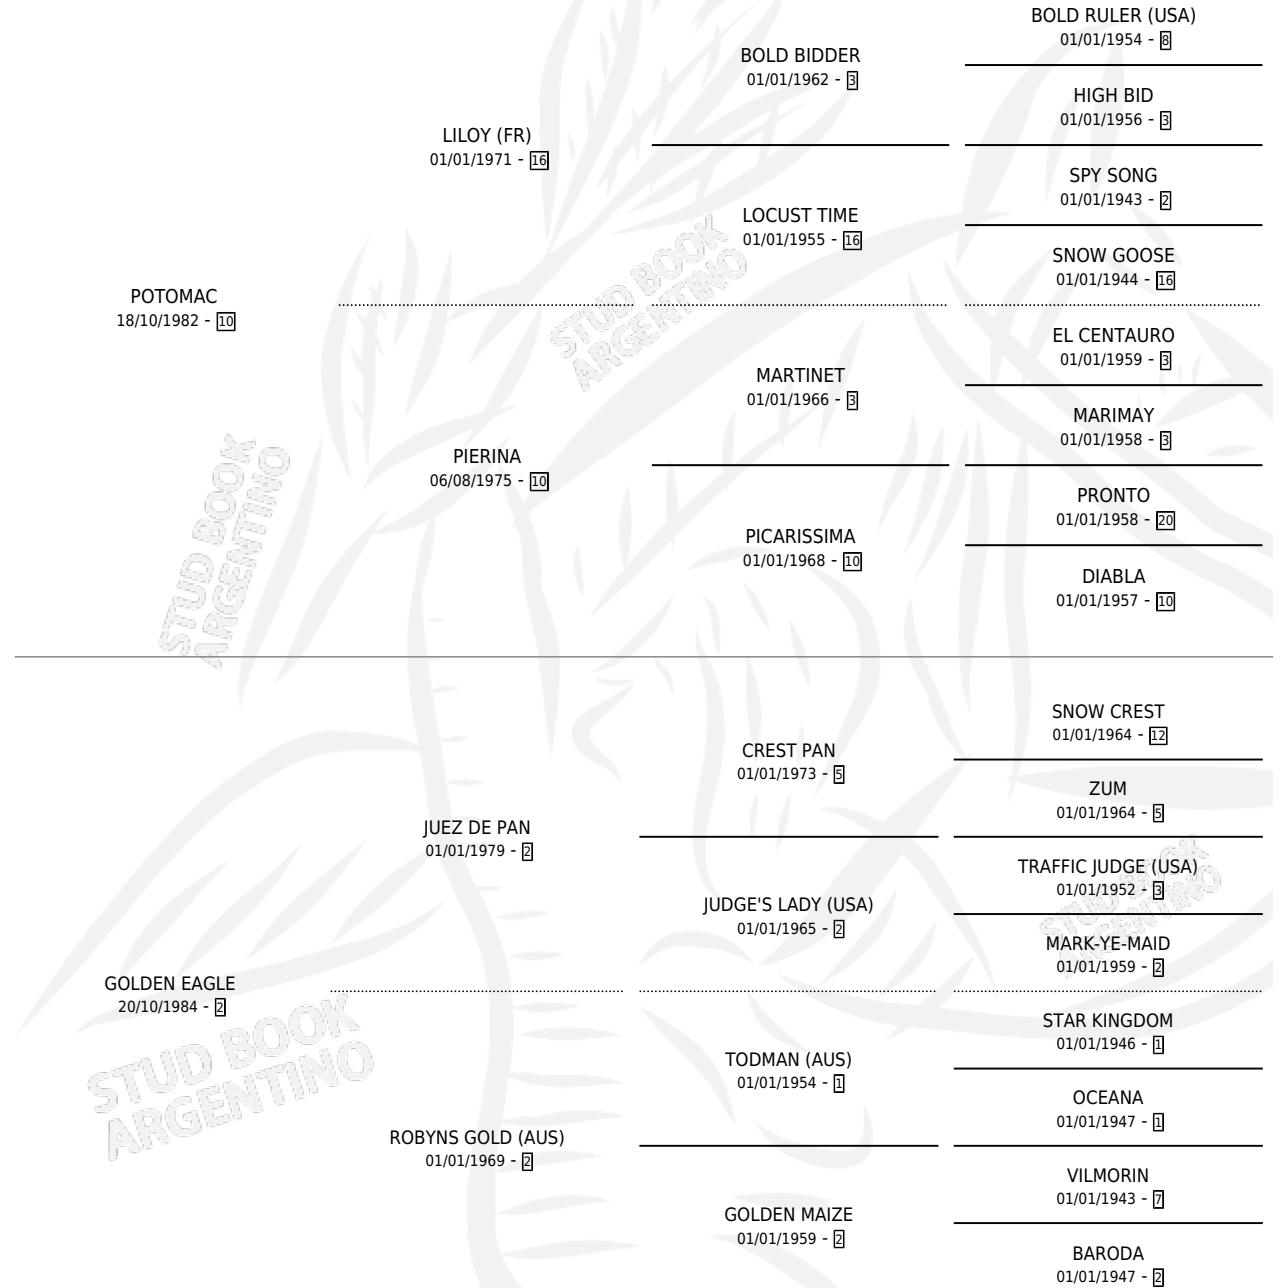 BOLD RULER (USA)
01/01/1954 - 8
BOLD BIDDER
01/01/1962 - 3
HIGH BID
01/01/1956 - 3
LILOY (FR)
01/01/1971 - 16
SPY SONG
01/01/1943 - 2
LOCUST TIME
01/01/1955 - 16
SNOW GOOSE
01/01/1944 - 16
POTOMAC
18/10/1982 - 10
STUD BOOK
ARGENTINO
EL CENTAURO
01/01/1959 - 3
MARTINET
01/01/1966 - 3
MARIMAY
01/01/1958 - 3
PIERINA
06/08/1975 - 10
PRONTO
01/01/1958 - 20
PICARISSIMA
01/01/1968 - 10
DIABLA
01/01/1957 - 10
STUD BOOK
ARGENTINO
SNOW CREST
01/01/1964 - 12
CREST PAN
01/01/1973 - 5
ZUM
01/01/1964 - 5
JUEZ DE PAN
01/01/1979 - 2
TRAFFIC JUDGE (USA)
01/01/1952 - 3
JUDGE'S LADY (USA)
01/01/1965 - 2
STUD BOOK
ARGENTINO
MARK-YE-MAID
01/01/1959 - 2
GOLDEN EAGLE
20/10/1984 - 2
STAR KINGDOM
01/01/1946 - 1
STUD BOOK
ARGENTINO
TODMAN (AUS)
01/01/1954 - 1
OCEANA
01/01/1947 - 1
ROBYNS GOLD (AUS)
01/01/1969 - 2
VILMORIN
01/01/1943 - 7
GOLDEN MAIZE
01/01/1959 - 2
BARODA
01/01/1947 - 2